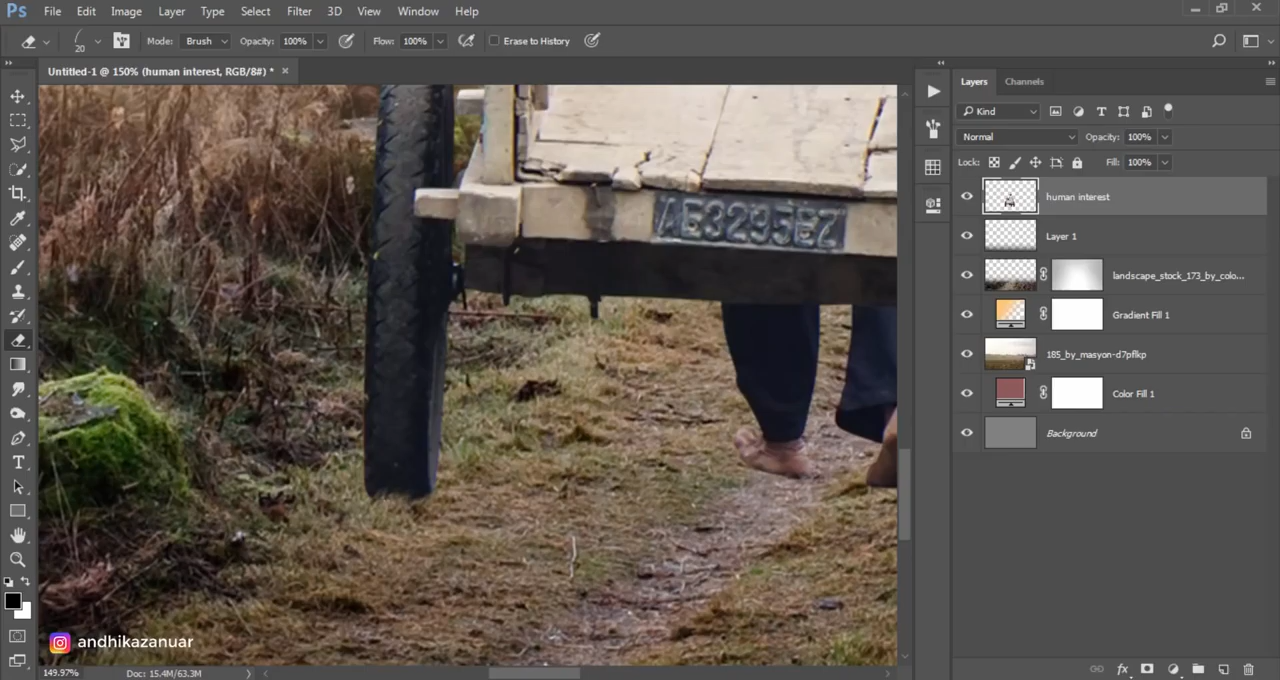 Ps File Edit Image Layer Type Select Filter 3D View Window Help
20 Mode: Brush Opacity: 100% Flow: 100% Erase to History
Untitled-1 @ 150% (human interest, RGB/8#) * ×
Layers Channels
Kind
Normal Opacity: 100%
Lock: Fill: 100%
human interest
Layer 1
landscape_stock_173_by_colo...
Gradient Fill 1
185_by_masyon-d7pflkp
Color Fill 1
Background
AE3295EZ
andhikazanuar
149.97% Doc: 15.4M/63.3M
fx